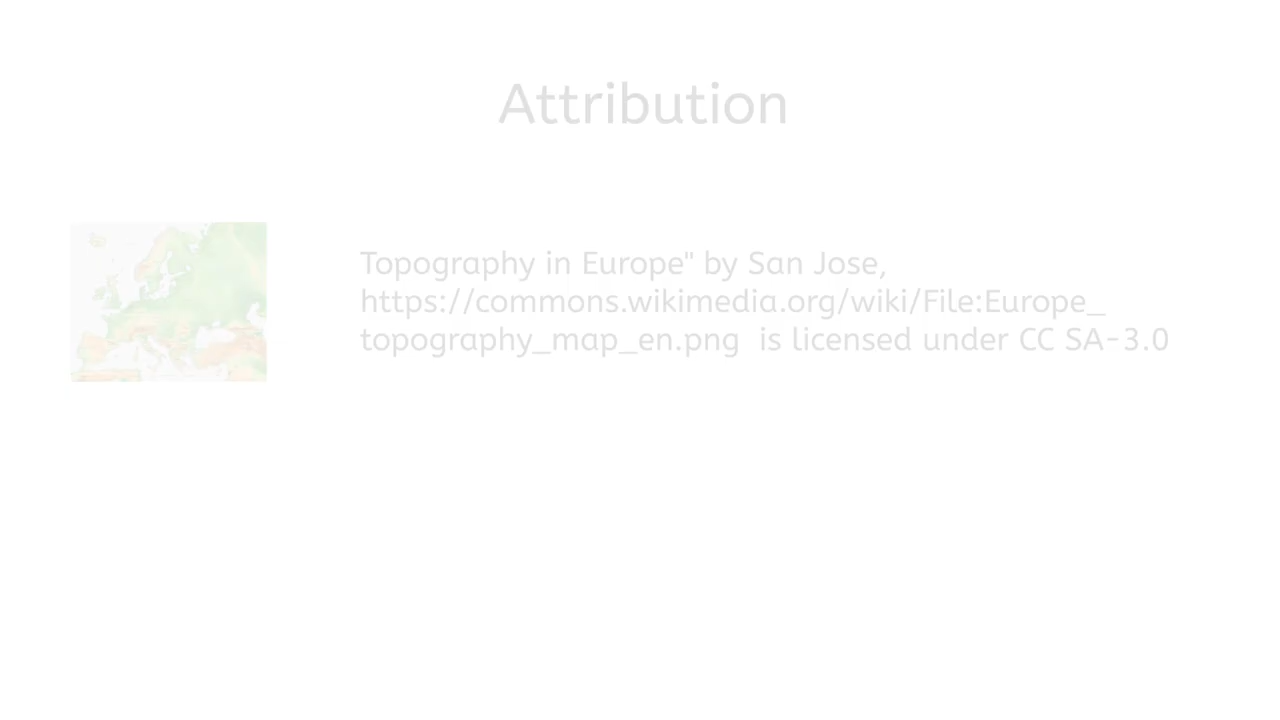 Attribution
Topography in Europe" by San Jose,
https://commons.wikimedia.org/wiki/File:Europe_
topography_map_en.png  is licensed under CC SA-3.0